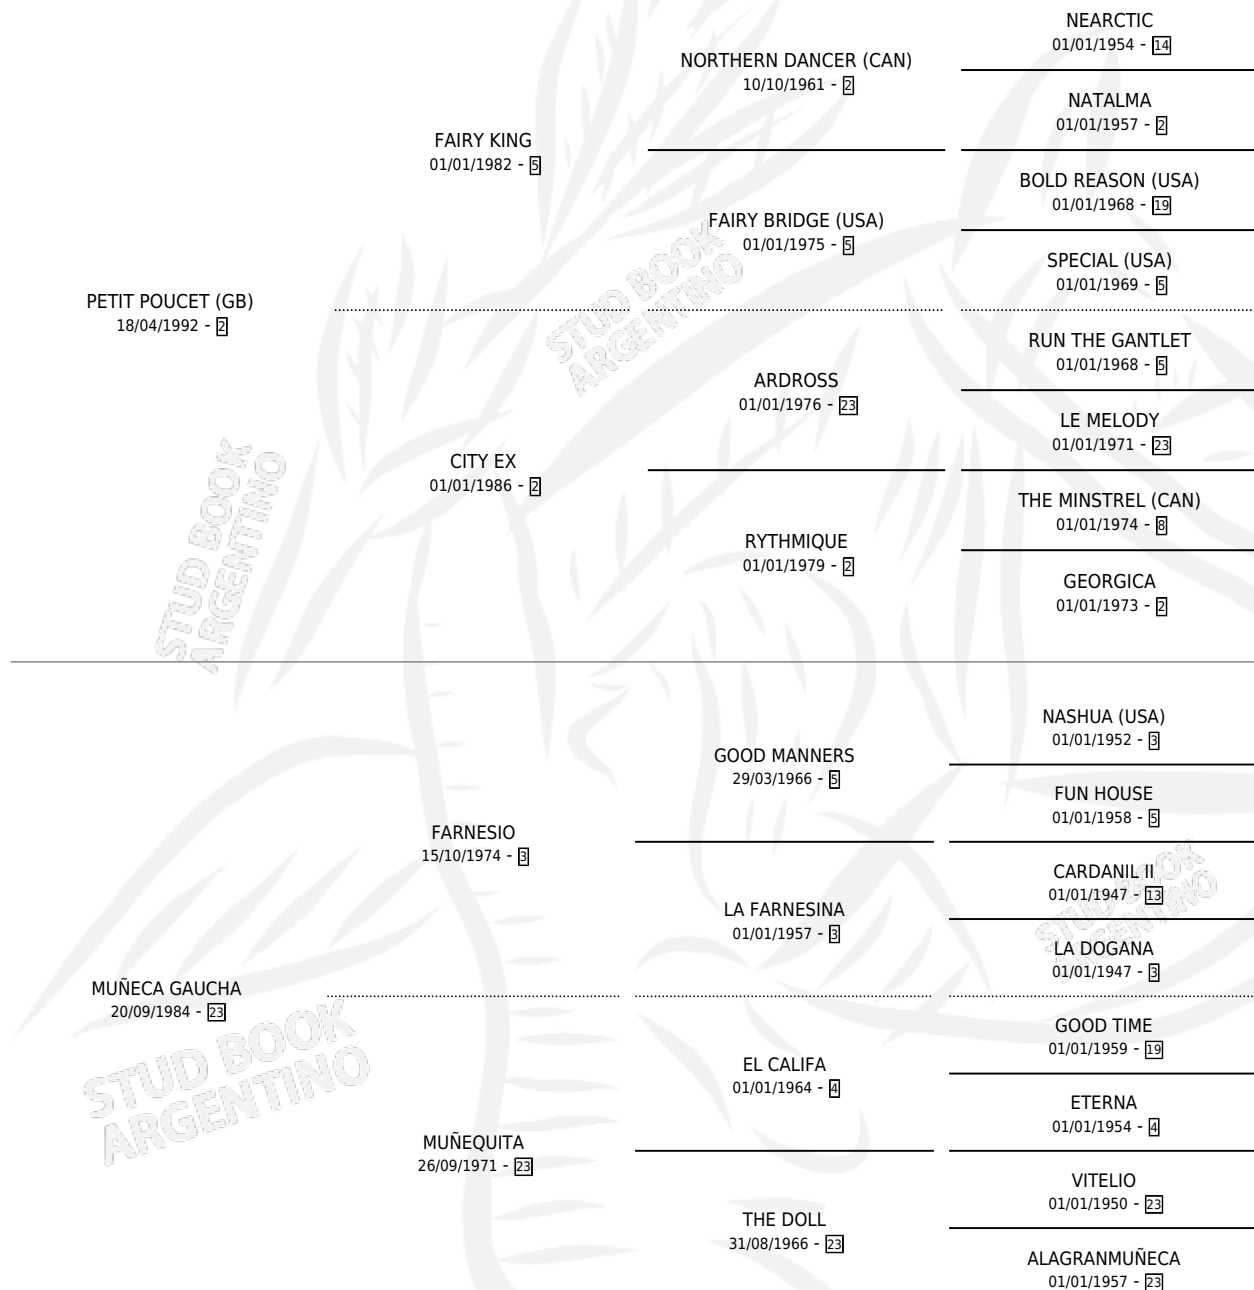 NEARCTIC
01/01/1954 - 14
NORTHERN DANCER (CAN)
10/10/1961 - 2
NATALMA
01/01/1957 - 2
FAIRY KING
01/01/1982 - 5
BOLD REASON (USA)
01/01/1968 - 19
FAIRY BRIDGE (USA)
01/01/1975 - 5
SPECIAL (USA)
01/01/1969 - 5
PETIT POUCET (GB)
18/04/1992 - 2
RUN THE GANTLET
01/01/1968 - 5
ARDROSS
01/01/1976 - 23
LE MELODY
01/01/1971 - 23
CITY EX
01/01/1986 - 2
THE MINSTREL (CAN)
01/01/1974 - 8
RYTHMIQUE
01/01/1979 - 2
GEORGICA
01/01/1973 - 2
NASHUA (USA)
01/01/1952 - 3
GOOD MANNERS
29/03/1966 - 5
FUN HOUSE
01/01/1958 - 5
FARNESIO
15/10/1974 - 3
CARDANIL II
01/01/1947 - 13
LA FARNESINA
01/01/1957 - 3
LA DOGANA
01/01/1947 - 3
MUÑECA GAUCHA
20/09/1984 - 23
GOOD TIME
01/01/1959 - 19
EL CALIFA
01/01/1964 - 4
ETERNA
01/01/1954 - 4
MUÑEQUITA
26/09/1971 - 23
VITELIO
01/01/1950 - 23
THE DOLL
31/08/1966 - 23
ALAGRANMUÑECA
01/01/1957 - 23
STUD BOOK
ARGENTINO
STUD BOOK
ARGENTINO
STUD BOOK
ARGENTINO
STUD BOOK
ARGENTINO